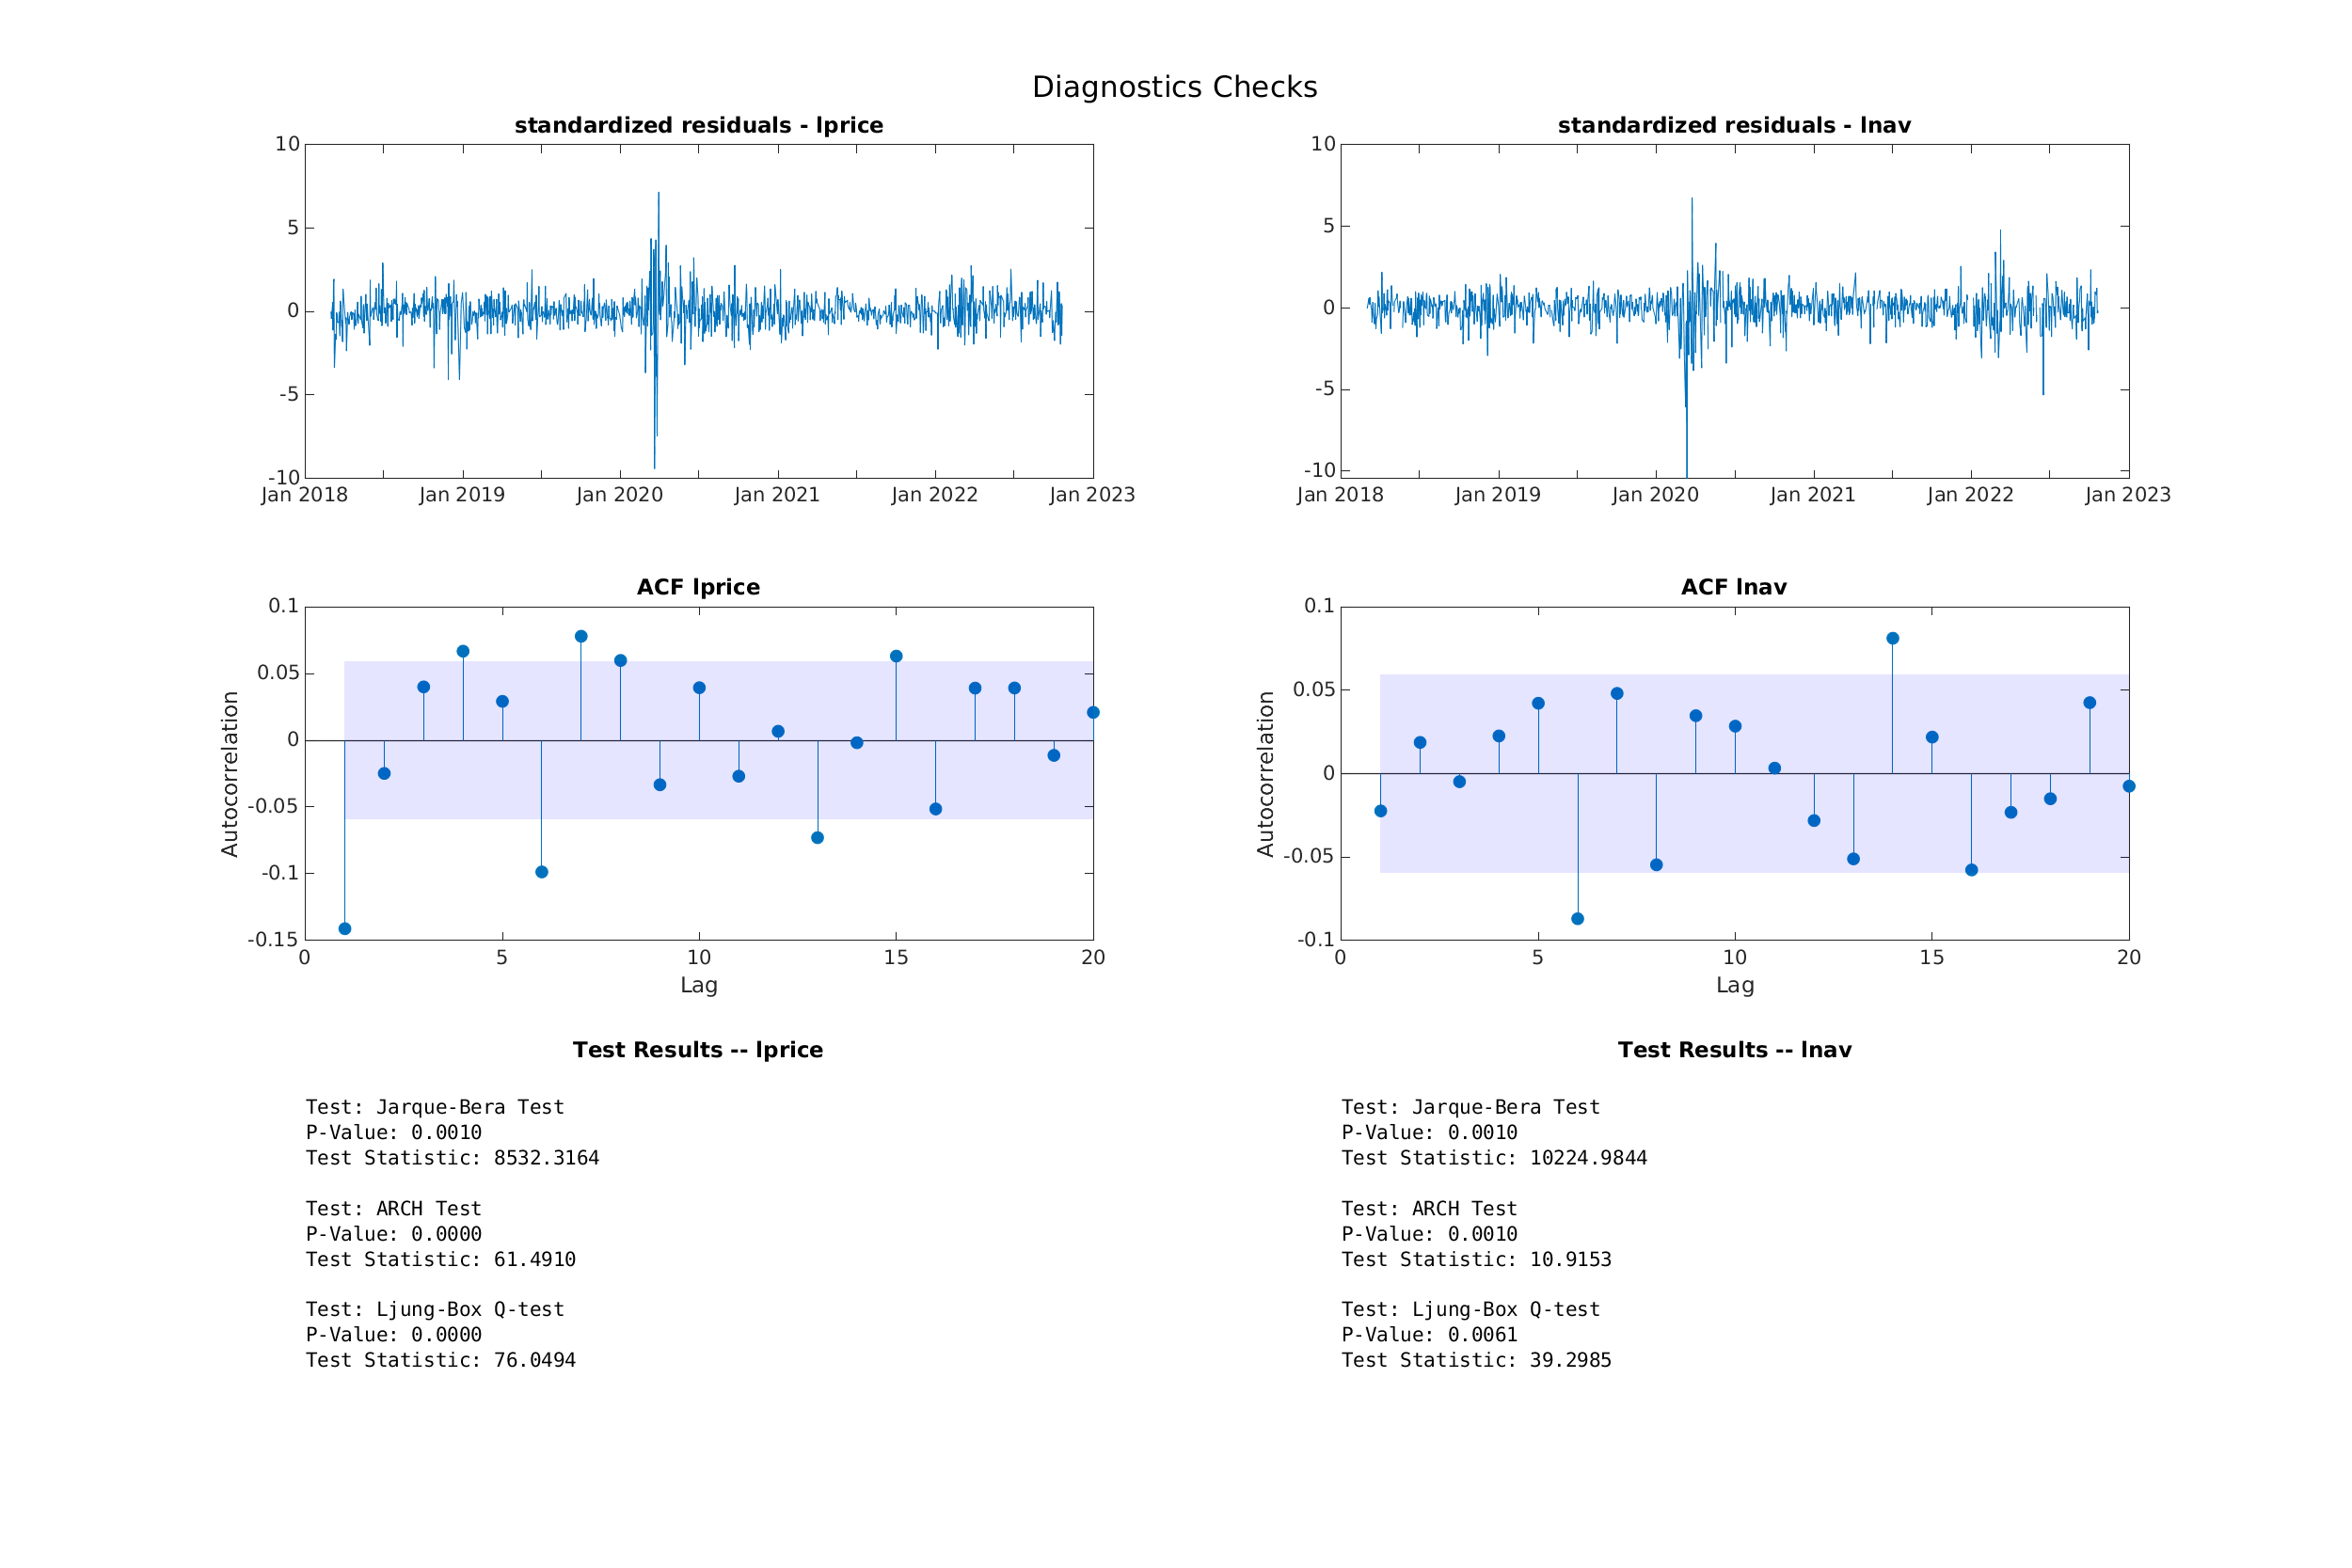 Diagnostics Checks
standardized residuals - lprice
10
5
0
-5
-10
Jan 2018 Jan 2019 Jan 2020 Jan 2021 Jan 2022 Jan 2023
standardized residuals - lnav
10
5
0
-5
-10
Jan 2018 Jan 2019 Jan 2020 Jan 2021 Jan 2022 Jan 2023
ACF lprice
0.1
0.05
0
-0.05
-0.1
-0.15
Autocorrelation
0 5 10 15 20
Lag
ACF lnav
0.1
0.05
0
-0.05
-0.1
Autocorrelation
0 5 10 15 20
Lag
Test Results -- lprice
Test: Jarque-Bera Test
P-Value: 0.0010
Test Statistic: 8532.3164
Test: ARCH Test
P-Value: 0.0000
Test Statistic: 61.4910
Test: Ljung-Box Q-test
P-Value: 0.0000
Test Statistic: 76.0494
Test Results -- lnav
Test: Jarque-Bera Test
P-Value: 0.0010
Test Statistic: 10224.9844
Test: ARCH Test
P-Value: 0.0010
Test Statistic: 10.9153
Test: Ljung-Box Q-test
P-Value: 0.0061
Test Statistic: 39.2985